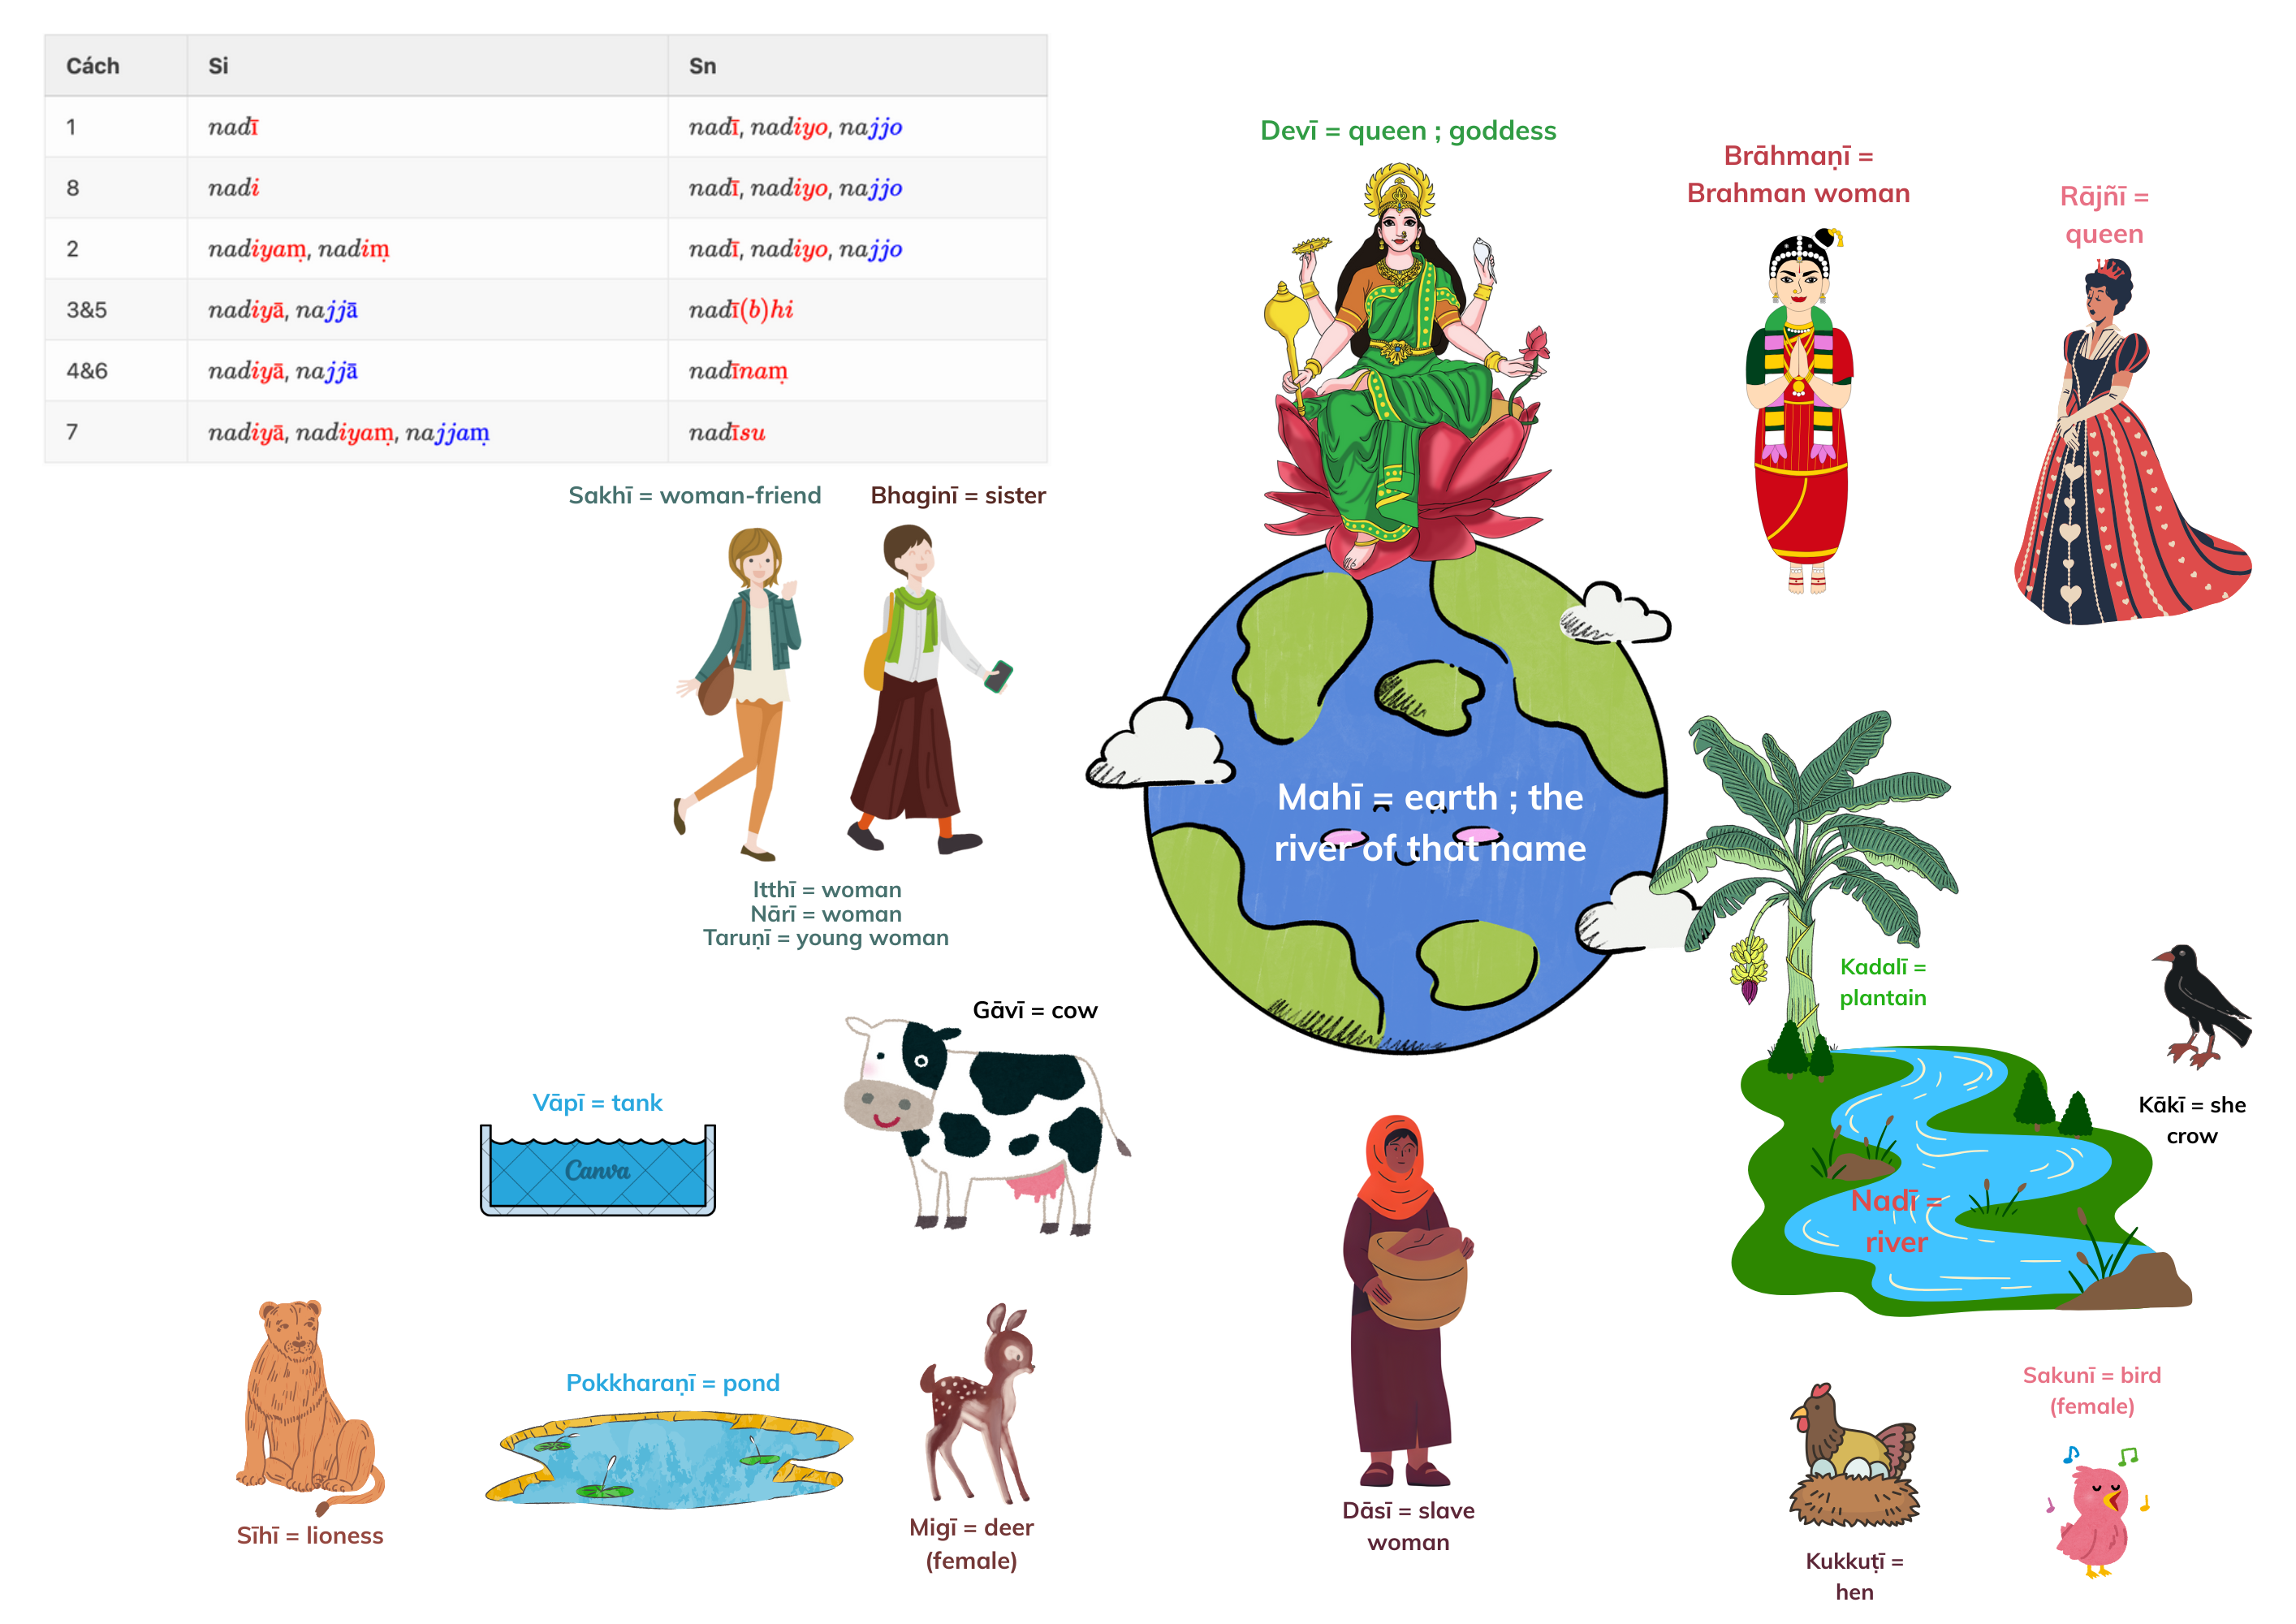 Cách Si Sn
1 nadī nadī, nadiyo, najjo
8 nadi nadī, nadiyo, najjo
2 nadiyaṃ, nadiṃ nadī, nadiyo, najjo
3&5 nadiyā, najjā nadī(b)hi
4&6 nadiyā, najjā nadīnaṃ
7 nadiyā, nadiyaṃ, najjaṃ nadīsu
Devī = queen ; goddess
Brāhmaṇī =
Brahman woman
Rājñī =
queen
Sakhī = woman-friend
Bhaginī = sister
Mahī = earth ; the
river of that name
Itthī = woman
Nārī = woman
Taruṇī = young woman
Kadalī =
plantain
Gāvī = cow
Vāpī = tank
Canva
Kākī = she
crow
Nadī =
river
Pokkharaṇī = pond
Sakunī = bird
(female)
Sīhī = lioness
Migī = deer
(female)
Dāsī = slave
woman
Kukkuṭī =
hen